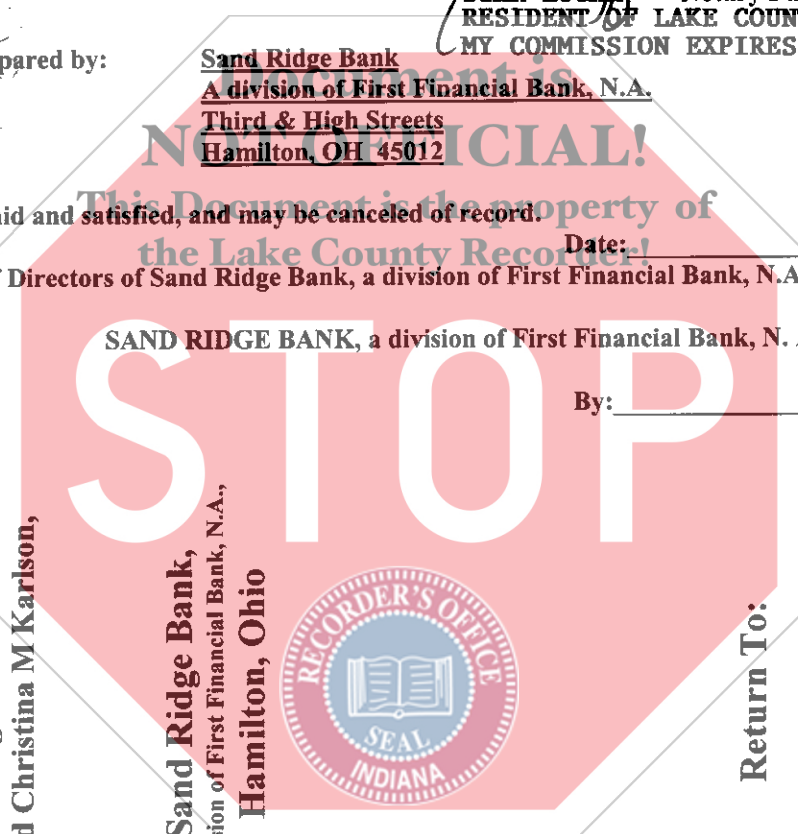 RESIDENT OF LAKE COUN
MY COMMISSION EXPIRES
pared by:
Sand Ridge Bank
A division of First Financial Bank, N.A.
Third & High Streets
Hamilton, OH 45012
Document is
NOT OFFICIAL!
This Document is the property of
the Lake County Recorder!
aid and satisfied, and may be canceled of record.
Date:
f Directors of Sand Ridge Bank, a division of First Financial Bank, N.A
SAND RIDGE BANK, a division of First Financial Bank, N.
By:
STOP
d Christina M Karlson,
Sand Ridge Bank,
sion of First Financial Bank, N.A.,
Hamilton, Ohio
RECORDER'S OFFICE
SEAL
INDIANA
Return To: